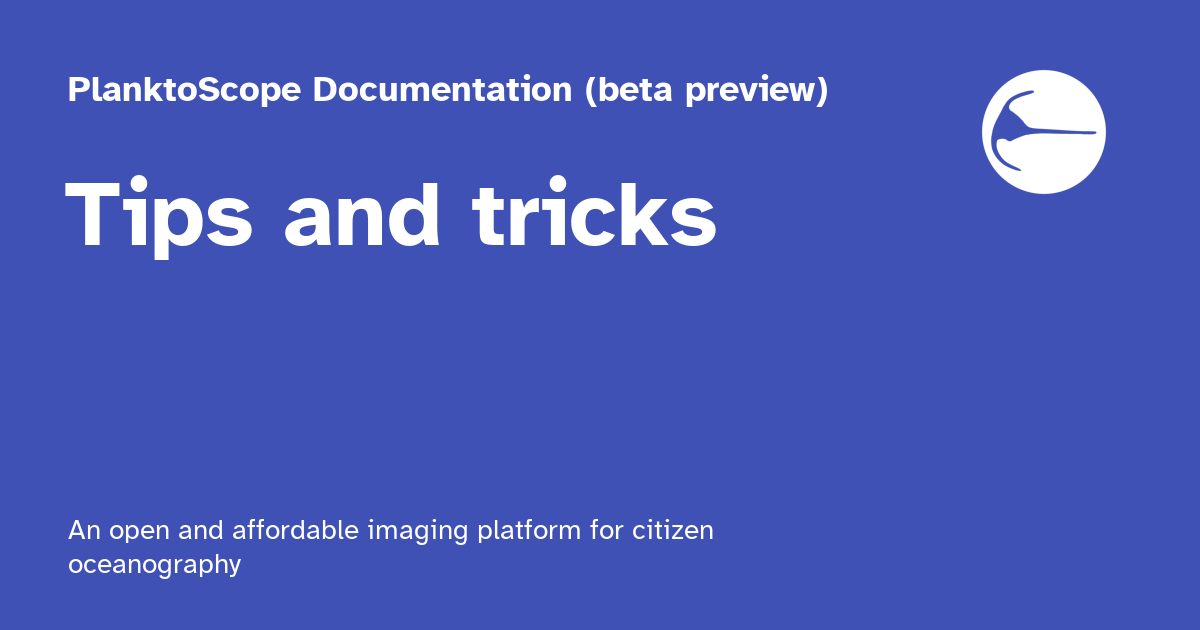 PlanktoScope Documentation (beta preview)
Tips and tricks
An open and affordable imaging platform for citizen
oceanography